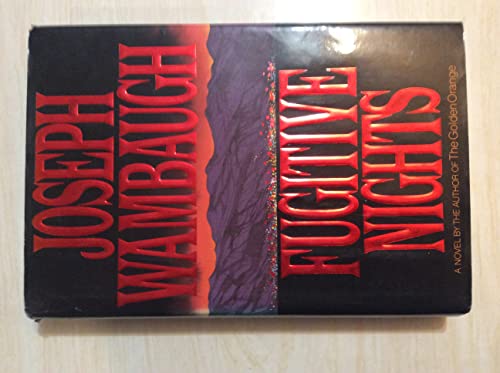 JOSEPH
WAMBAUGH
FUGITIVE
NIGHTS
A NOVEL BY THE AUTHOR OF The Golden Orange